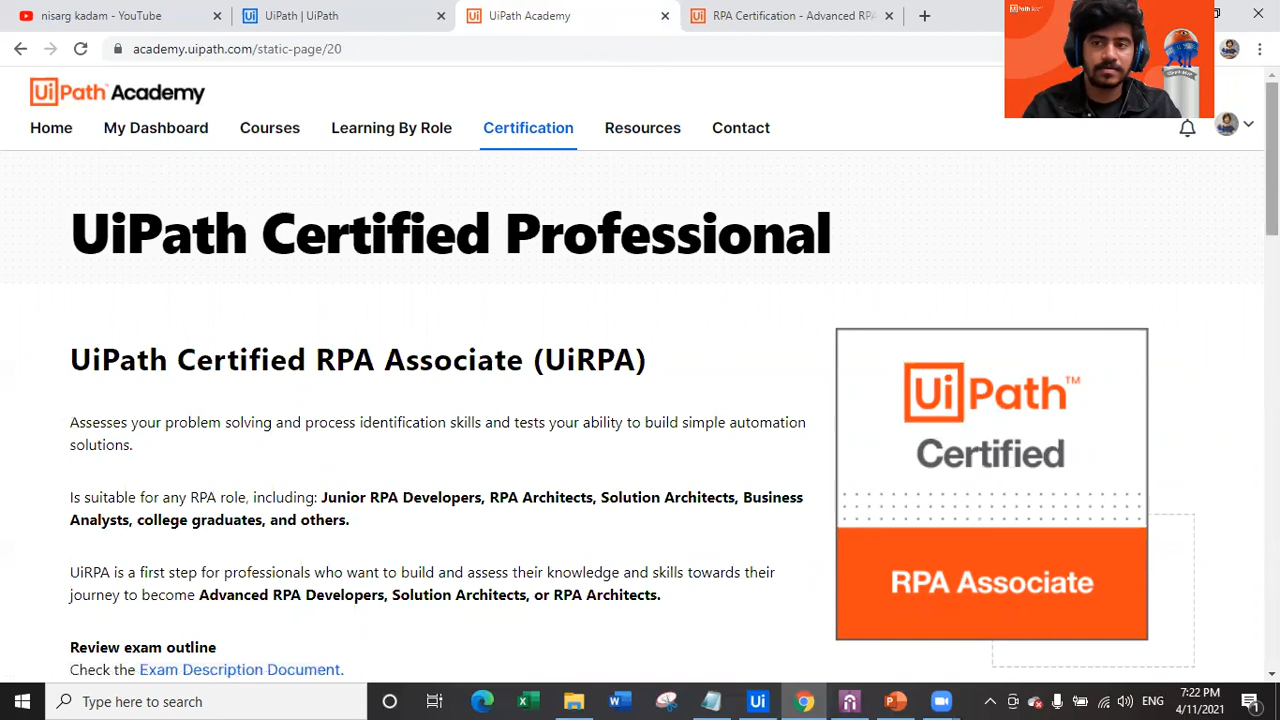 nisarg kadam - YouTube
UiPath | UiPath
UiPath Academy
RPA Certification - Advanced RPA
academy.uipath.com/static-page/20
UiPath Academy
Home
My Dashboard
Courses
Learning By Role
Certification
Resources
Contact
UiPath Certified Professional
UiPath Certified RPA Associate (UiRPA)
Assesses your problem solving and process identification skills and tests your ability to build simple automation
solutions.
Is suitable for any RPA role, including: Junior RPA Developers, RPA Architects, Solution Architects, Business
Analysts, college graduates, and others.
UiRPA is a first step for professionals who want to build and assess their knowledge and skills towards their
journey to become Advanced RPA Developers, Solution Architects, or RPA Architects.
Review exam outline
Check the Exam Description Document.
UiPath™
Certified
RPA Associate
Type here to search
Ui
ENG
7:22 PM
4/11/2021
1